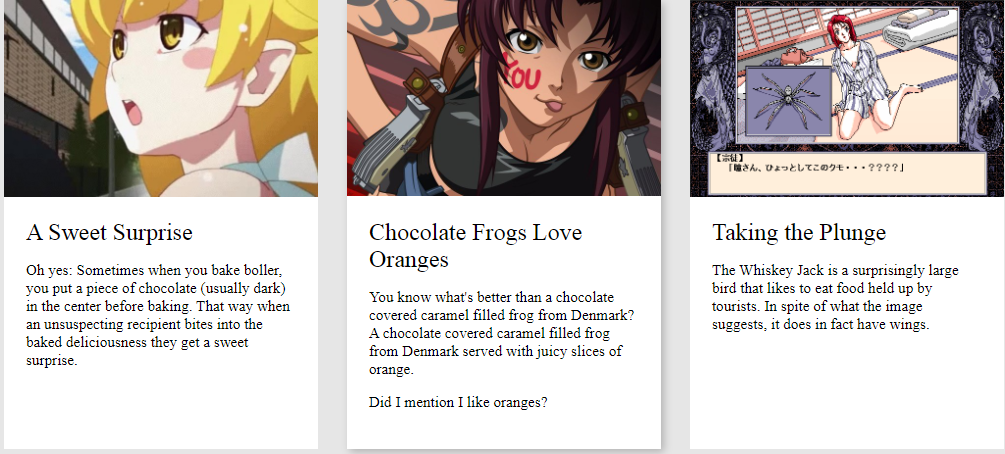 YOU
【宗征】
「瞳さん、ひょっとしてこのクモ・・・????」
A Sweet Surprise
Oh yes: Sometimes when you bake boller,
you put a piece of chocolate (usually dark)
in the center before baking. That way when
an unsuspecting recipient bites into the
baked deliciousness they get a sweet
surprise.
Chocolate Frogs Love
Oranges
You know what's better than a chocolate
covered caramel filled frog from Denmark?
A chocolate covered caramel filled frog
from Denmark served with juicy slices of
orange.
Did I mention I like oranges?
Taking the Plunge
The Whiskey Jack is a surprisingly large
bird that likes to eat food held up by
tourists. In spite of what the image
suggests, it does in fact have wings.